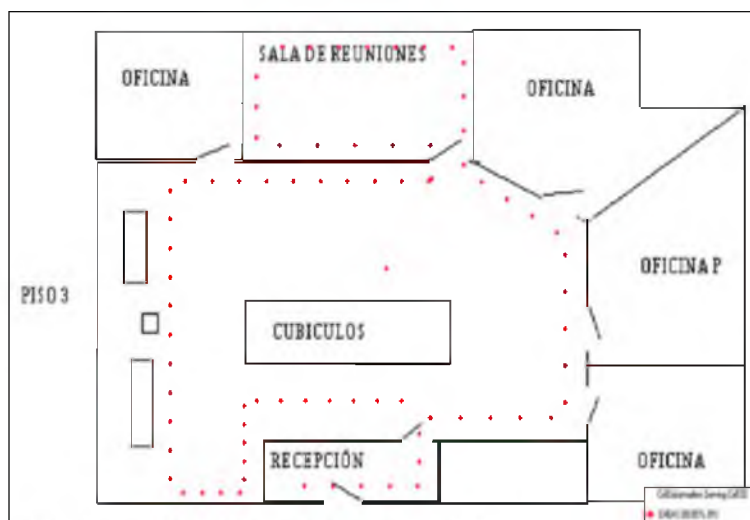 SALA DE REUNIONES
OFICINA
OFICINA
OFICINA P
PISO 3
CUBICULOS
RECEPCIÓN
OFICINA